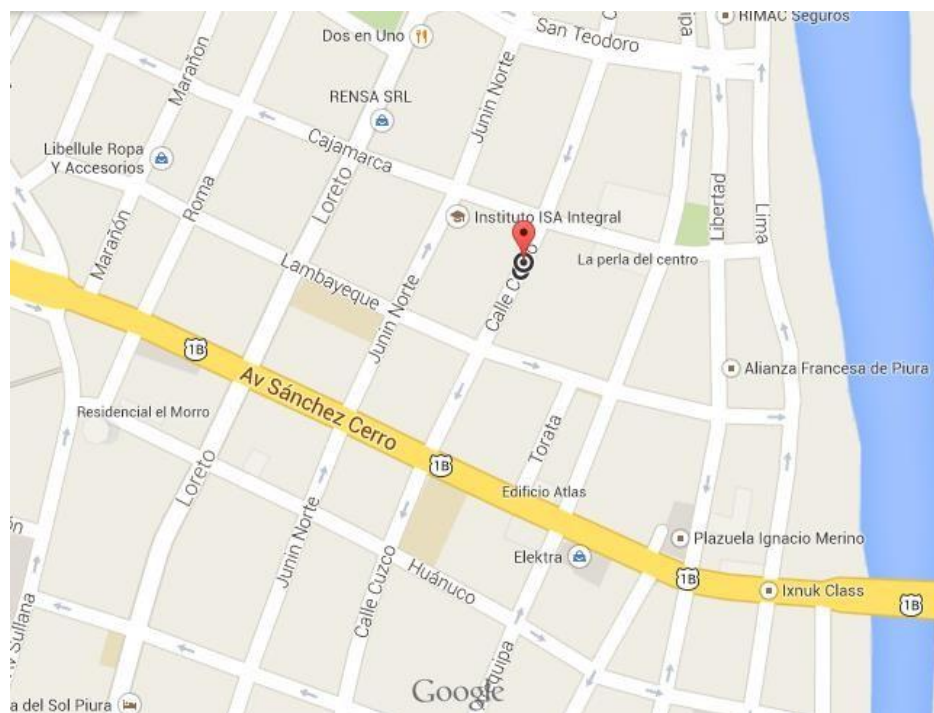 RIMAC Seguros
San Teodoro
Dos en Uno
Marañon
Junin Norte
RENSA SRL
Cajamarca
Libellule Ropa
Y Accesorios
Roma
Loreto
Libertad
Lima
Instituto ISA Integral
Marañón
La perla del centro
Lambayeque
Calle
Junin Norte
1B
Alianza Francesa de Piura
Av Sánchez Cerro
Residencial el Morro
Torata
1B
Loreto
Edificio Atlas
Plazuela Ignacio Merino
Elektra
Junin Norte
Calle Cuzco
Huánuco
1B
Ixnuk Class
1B
Sullana
quipa
Google
a del Sol Piura